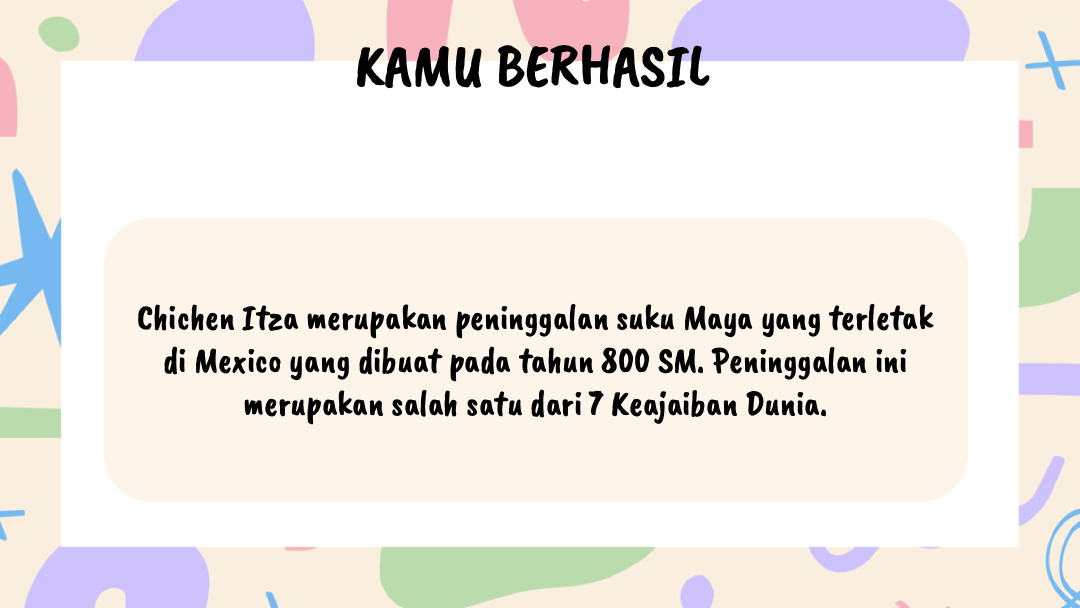 KAMU BERHASIL
Chichen Itza merupakan peninggalan suku Maya yang terletak
di Mexico yang dibuat pada tahun 800 SM. Peninggalan ini
merupakan salah satu dari 7 Keajaiban Dunia.